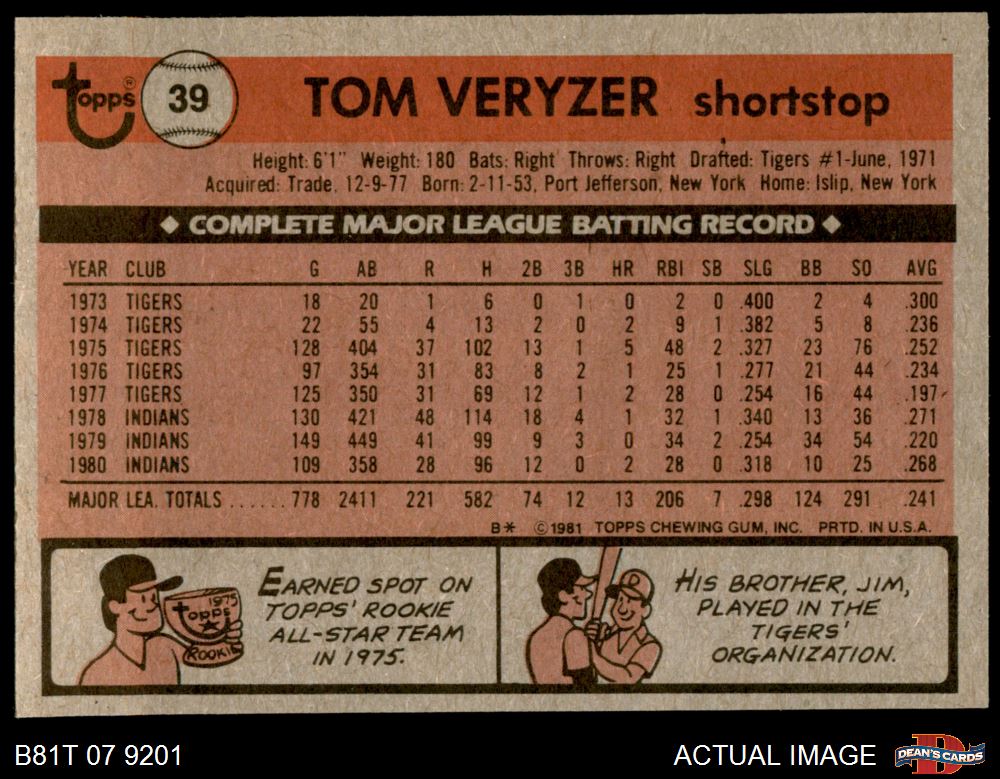 Topps® 39 TOM VERYZER shortstop
Height: 6'1" Weight: 180 Bats: Right Throws: Right Drafted: Tigers #1-June, 1971
Acquired: Trade, 12-9-77 Born: 2-11-53, Port Jefferson, New York Home: Islip, New York
◆ COMPLETE MAJOR LEAGUE BATTING RECORD ◆
YEAR CLUB G AB R H 2B 3B HR RBI SB SLG BB SO AVG
1973 TIGERS 18 20 1 6 0 1 0 2 0 .400 2 4 .300
1974 TIGERS 22 55 4 13 2 0 2 9 1 .382 5 8 .236
1975 TIGERS 128 404 37 102 13 1 5 48 2 .327 23 76 .252
1976 TIGERS 97 354 31 83 8 2 1 25 1 .277 21 44 .234
1977 TIGERS 125 350 31 69 12 1 2 28 0 .254 16 44 .197
1978 INDIANS 130 421 48 114 18 4 1 32 1 .340 13 36 .271
1979 INDIANS 149 449 41 99 9 3 0 34 2 .254 34 54 .220
1980 INDIANS 109 358 28 96 12 0 2 28 0 .318 10 25 .268
MAJOR LEA. TOTALS ...... 778 2411 221 582 74 12 13 206 7 .298 124 291 .241
B* ©1981 TOPPS CHEWING GUM, INC. PRTD. IN U.S.A.
1975
Topps
ROOKIE
EARNED SPOT ON
TOPPS' ROOKIE
ALL-STAR TEAM
IN 1975.
HIS BROTHER, JIM,
PLAYED IN THE
TIGERS'
ORGANIZATION.
B81T 07 9201 ACTUAL IMAGE D DEAN'S CARDS